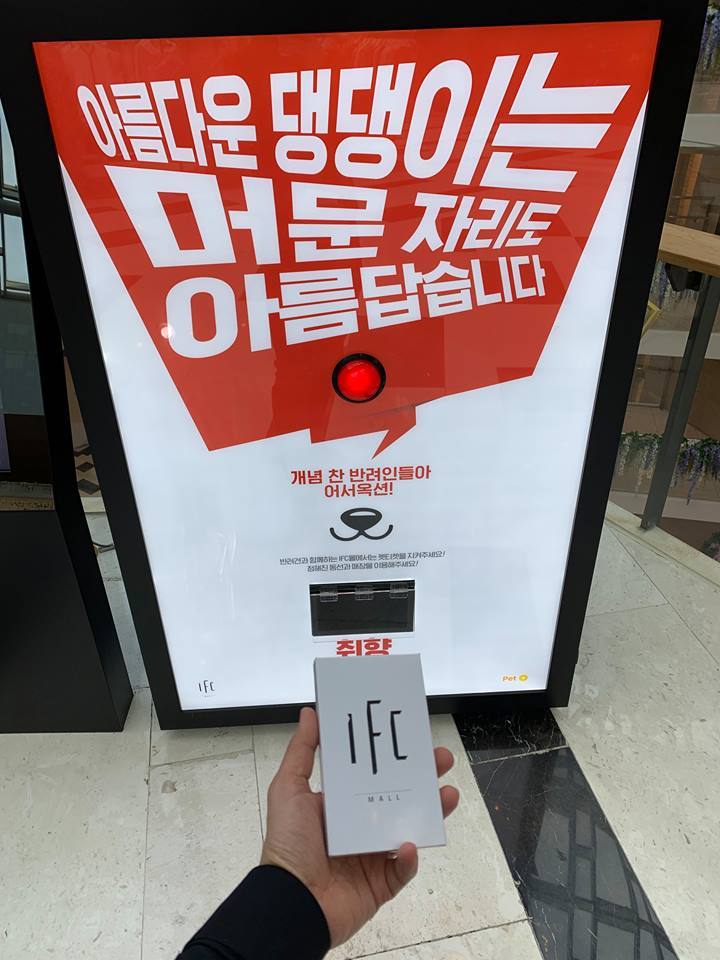 아름다운 댕댕이는
머문 자리도
아름답습니다
개념 찬 반려인들아
어서옥션!
반려견과 함께하는 IFC몰에서는 펫티켓을 지켜주세요!
정해진 동선과 매장을 이용해주세요!
취향
IFC
Pet
IFC
MALL